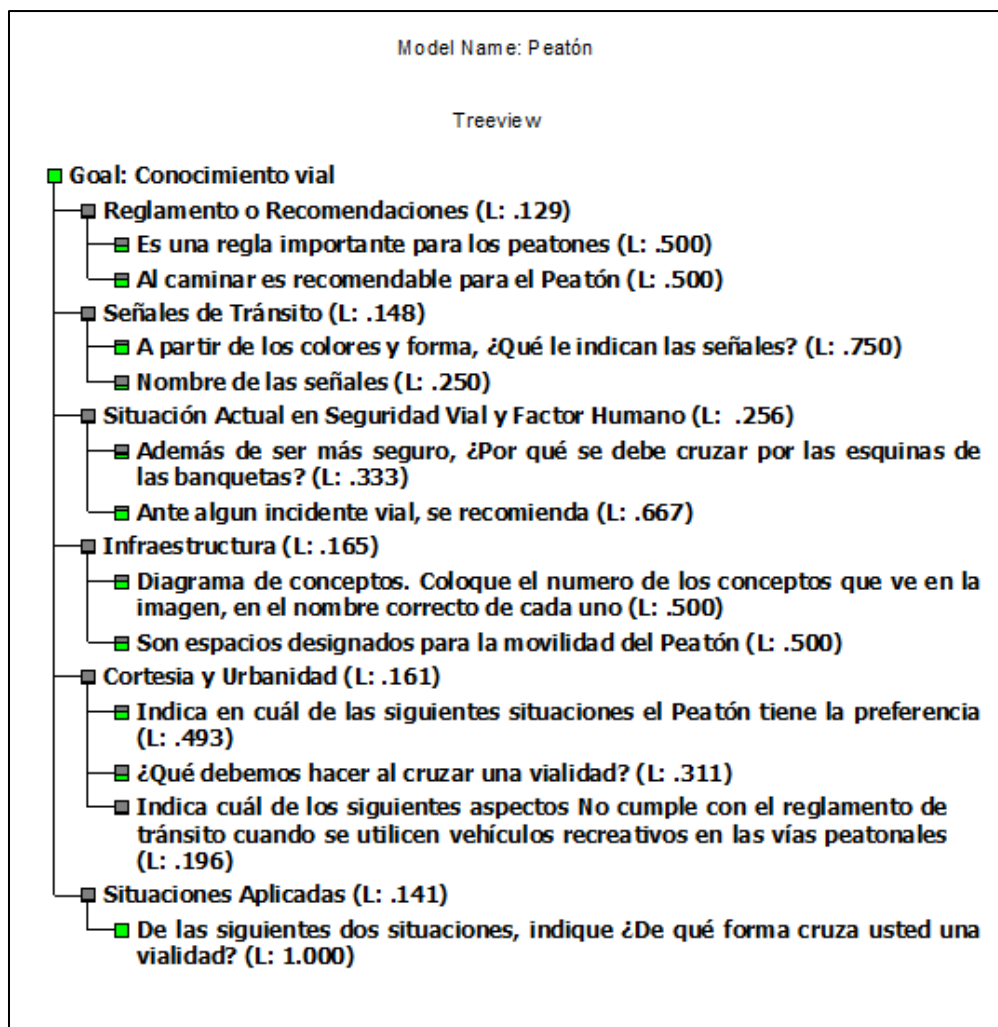 Model Name: Peatón
Treeview
Goal: Conocimiento vial
Reglamento o Recomendaciones (L: .129)
Es una regla importante para los peatones (L: .500)
Al caminar es recomendable para el Peatón (L: .500)
Señales de Tránsito (L: .148)
A partir de los colores y forma, ¿Qué le indican las señales? (L: .750)
Nombre de las señales (L: .250)
Situación Actual en Seguridad Vial y Factor Humano (L: .256)
Además de ser más seguro, ¿Por qué se debe cruzar por las esquinas de
las banquetas? (L: .333)
Ante algun incidente vial, se recomienda (L: .667)
Infraestructura (L: .165)
Diagrama de conceptos. Coloque el numero de los conceptos que ve en la
imagen, en el nombre correcto de cada uno (L: .500)
Son espacios designados para la movilidad del Peatón (L: .500)
Cortesia y Urbanidad (L: .161)
Indica en cuál de las siguientes situaciones el Peatón tiene la preferencia
(L: .493)
¿Qué debemos hacer al cruzar una vialidad? (L: .311)
Indica cuál de los siguientes aspectos No cumple con el reglamento de
tránsito cuando se utilicen vehículos recreativos en las vías peatonales
(L: .196)
Situaciones Aplicadas (L: .141)
De las siguientes dos situaciones, indique ¿De qué forma cruza usted una
vialidad? (L: 1.000)